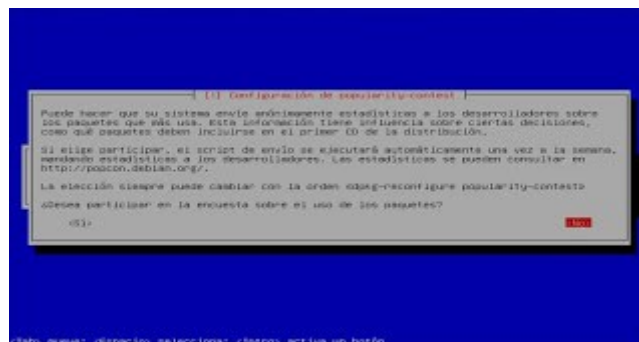 [!] Configuración de popularity-contest
Puede hacer que su sistema envíe anónimamente estadísticas a los desarrolladores sobre
los paquetes que más usa. Esta información tiene influencia sobre ciertas decisiones,
como qué paquetes deben incluirse en el primer CD de la distribución.
Si elige participar, el script de envío se ejecutará automáticamente una vez a la semana,
mandando estadísticas a los desarrolladores. Las estadísticas se pueden consultar en
http://popcon.debian.org/.
La elección siempre puede cambiar con la orden «dpkg-reconfigure popularity-contest»
¿Desea participar en la encuesta sobre el uso de los paquetes?
<Sí> <No>
<Tab> mueve; <Espacio> selecciona; <Intro> activa un botón